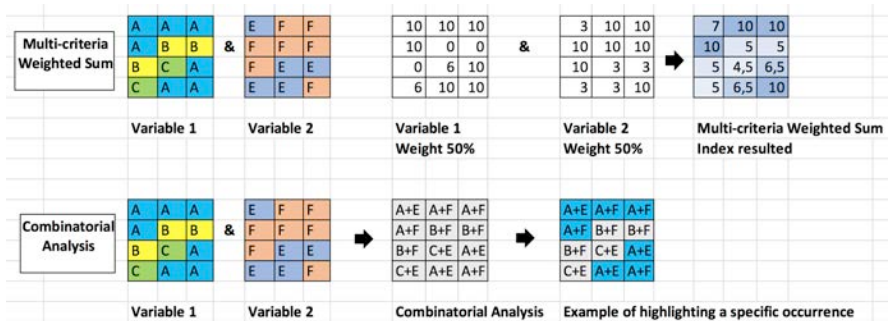 A A A E F F 10 10 10 3 10 10 7 10 10
Multi-criteria
Weighted Sum
A B B & F F F 10 0 0 & 10 10 10 10 5 5
B C A F E E 0 6 10 10 3 3 5 4,5 6,5
C A A E E F 6 10 10 3 3 10 5 6,5 10
Variable 1 Variable 2 Variable 1 Variable 2 Multi-criteria Weighted Sum
Weight 50% Weight 50% Index resulted
A A A E F F A+E A+F A+F A+E A+F A+F
Combinatorial
Analysis
A B B & F F F A+F B+F B+F A+F B+F B+F
B C A F E E B+F C+E A+E B+F C+E A+E
C A A E E F C+E A+E A+F C+E A+E A+F
Variable 1 Variable 2 Combinatorial Analysis Example of highlighting a specific occurrence